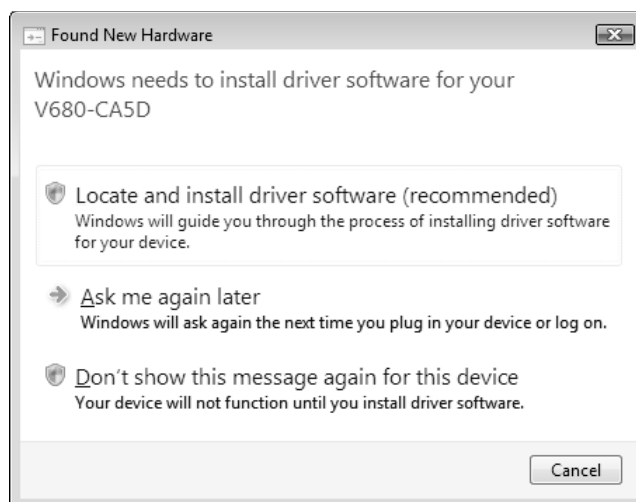 Found New Hardware
Windows needs to install driver software for your
V680-CA5D
Locate and install driver software (recommended)
Windows will guide you through the process of installing driver software
for your device.
Ask me again later
Windows will ask again the next time you plug in your device or log on.
Don't show this message again for this device
Your device will not function until you install driver software.
Cancel